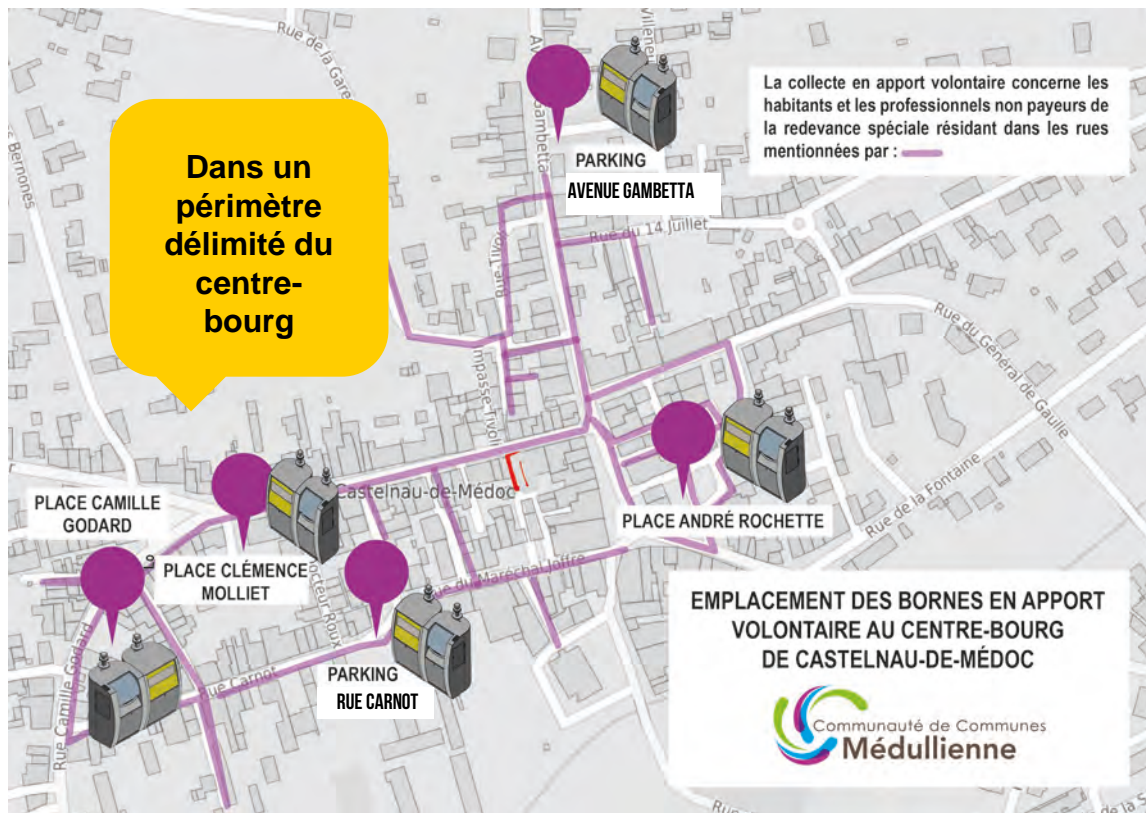 Rue de la Gare
Bernones
Gambetta
La collecte en apport volontaire concerne les
habitants et les professionnels non payeurs de
la redevance spéciale résidant dans les rues
mentionnées par :
Dans un
périmètre
délimité du
centre-
bourg
PARKING
AVENUE GAMBETTA
Rue du 14 Juillet
Rue Tivoli
Impasse Tivoli
Rue du Général de Gaulle
Castelnau-de-Médoc
PLACE CAMILLE
GODARD
PLACE CLÉMENCE
MOLLIET
PLACE ANDRÉ ROCHETTE
Rue de la Fontaine
Rue du Maréchal Joffre
Docteur Roux
Rue Camille Godard
Rue Carnot
PARKING
RUE CARNOT
EMPLACEMENT DES BORNES EN APPORT
VOLONTAIRE AU CENTRE-BOURG
DE CASTELNAU-DE-MÉDOC
Communauté de Communes
Médullienne